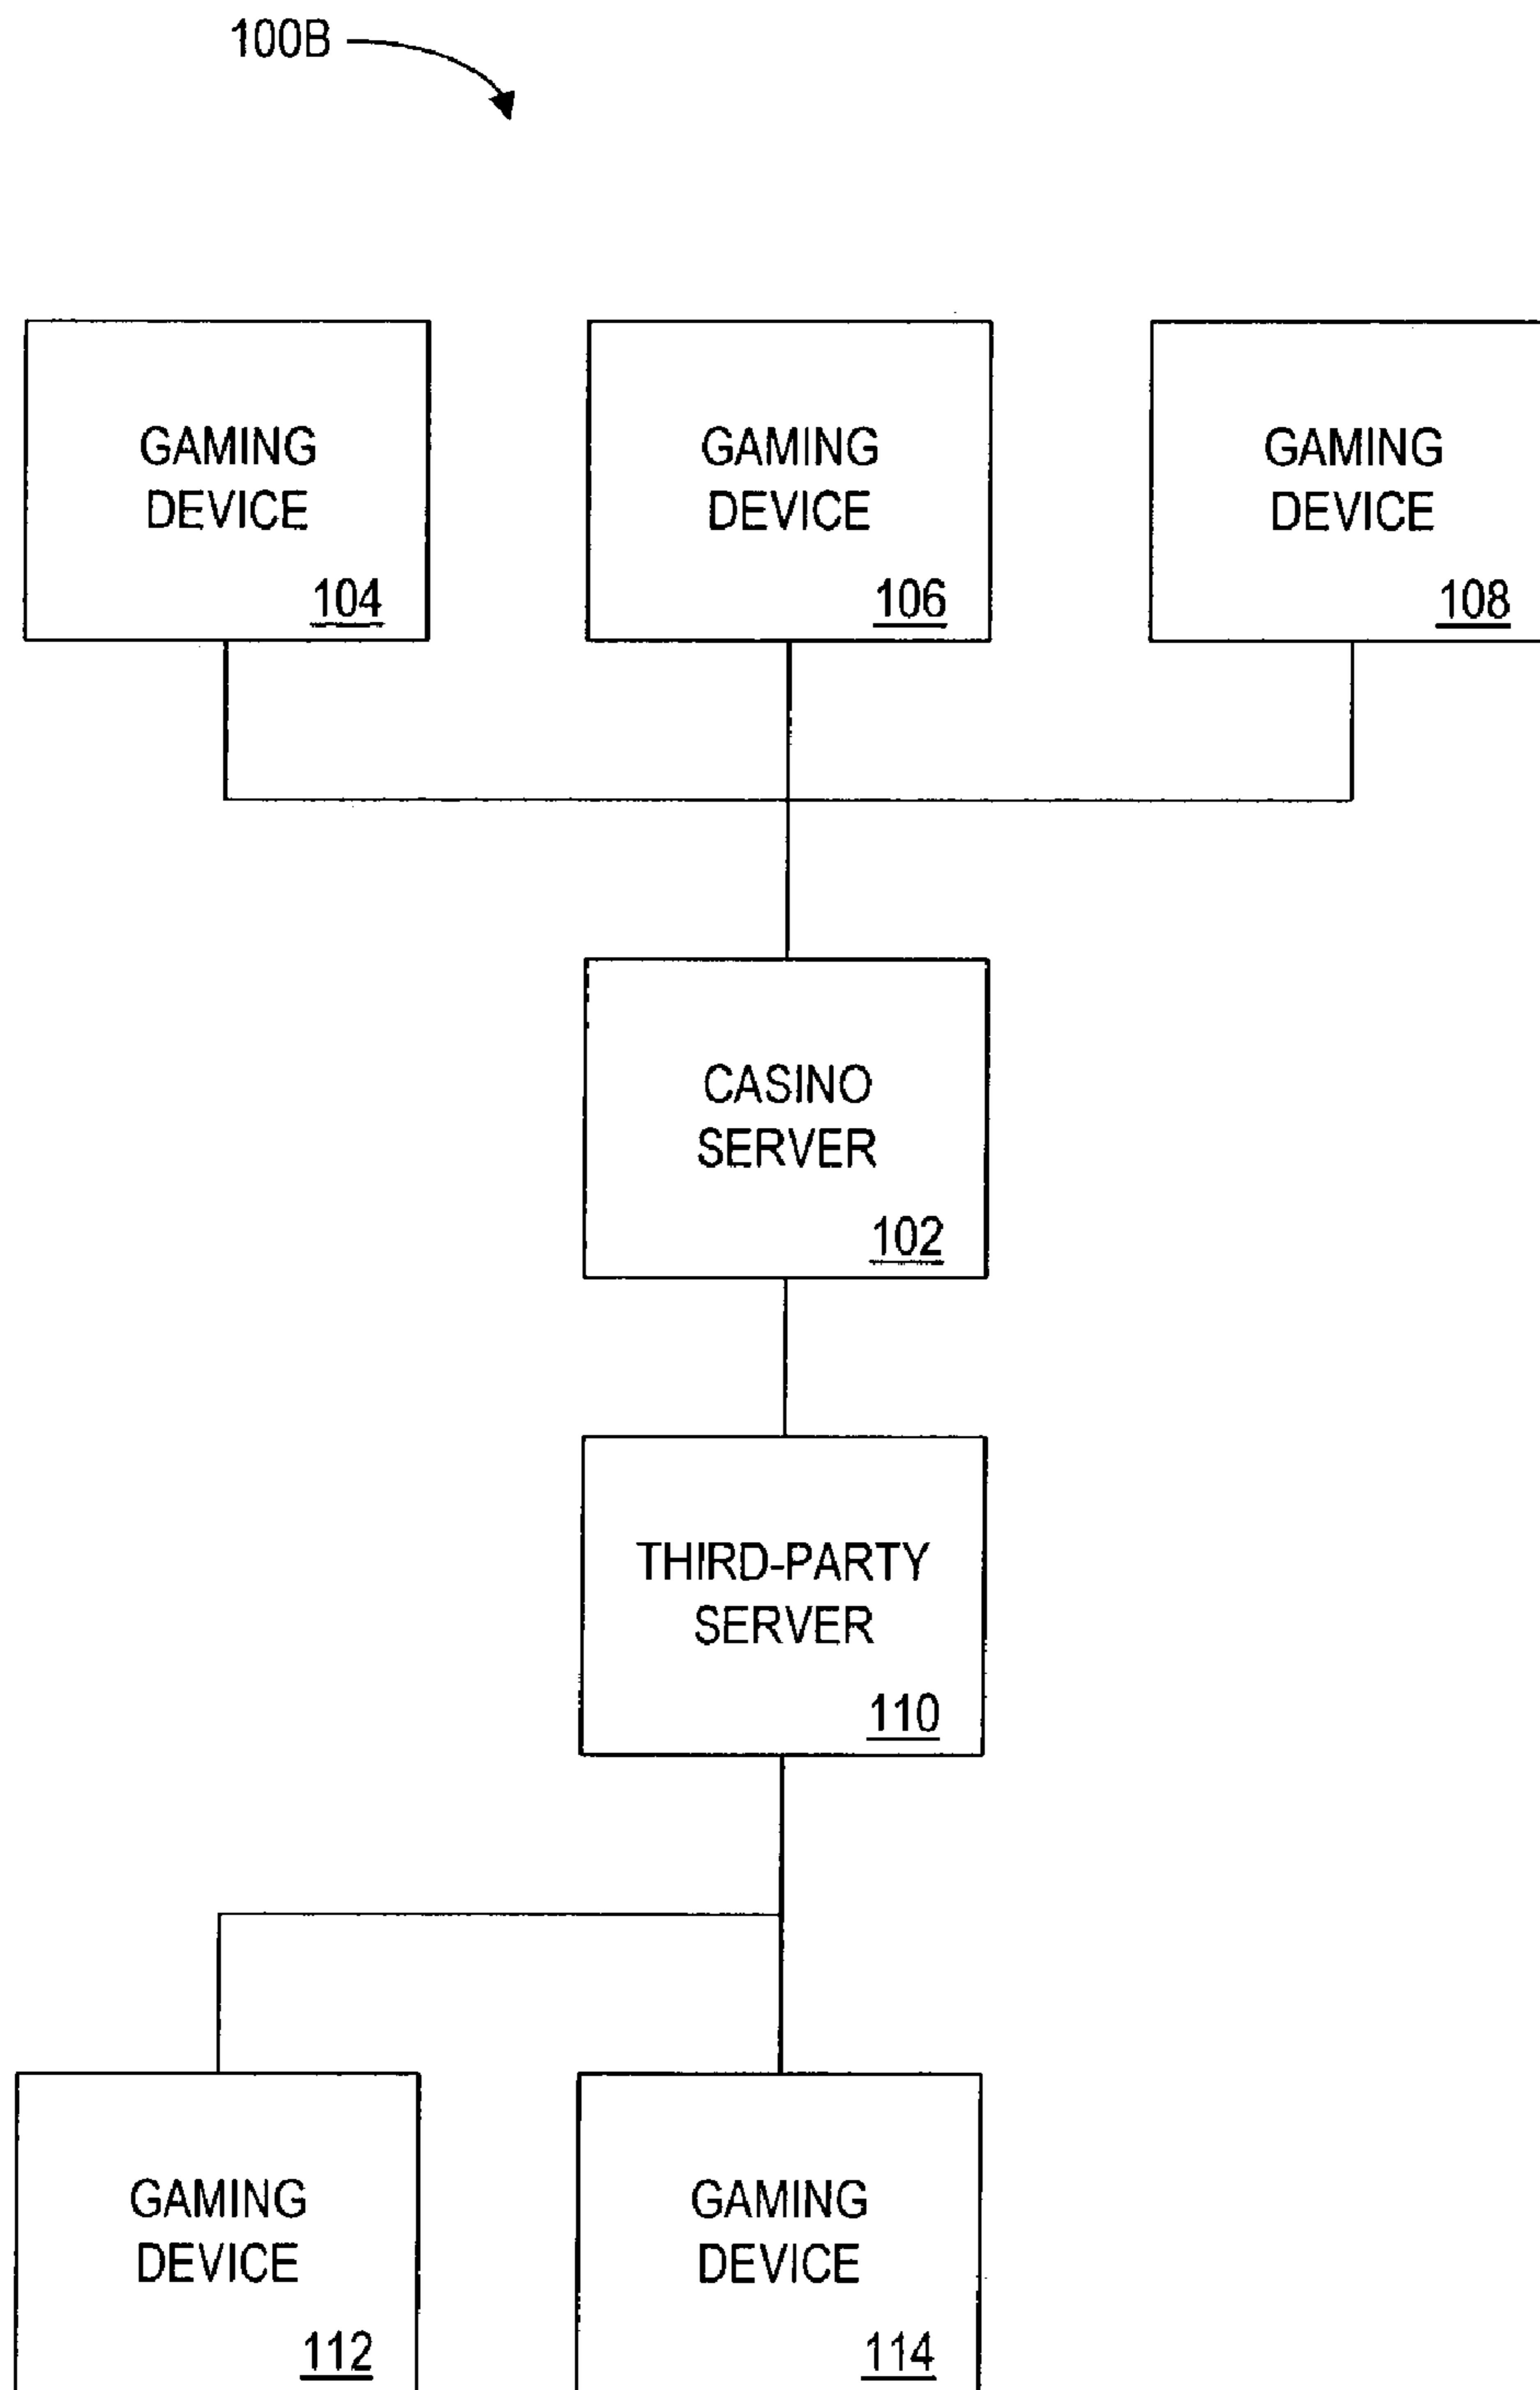 100B
GAMING
DEVICE
104
GAMING
DEVICE
106
GAMING
DEVICE
108
CASINO
SERVER
102
THIRD-PARTY
SERVER
110
GAMING
DEVICE
112
GAMING
DEVICE
114